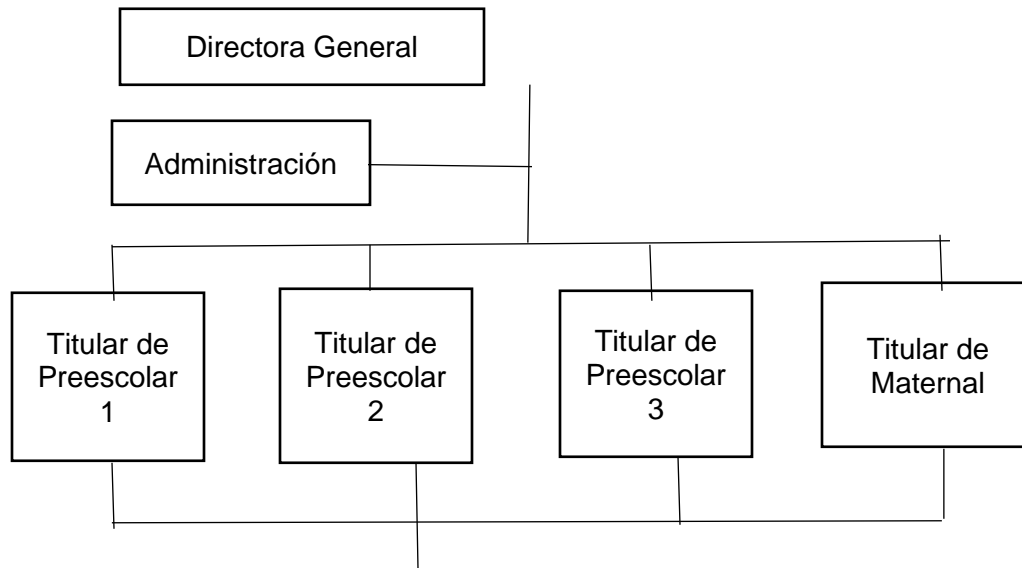 Directora General
Administración
Titular de
Preescolar
1
Titular de
Preescolar
2
Titular de
Preescolar
3
Titular de
Maternal